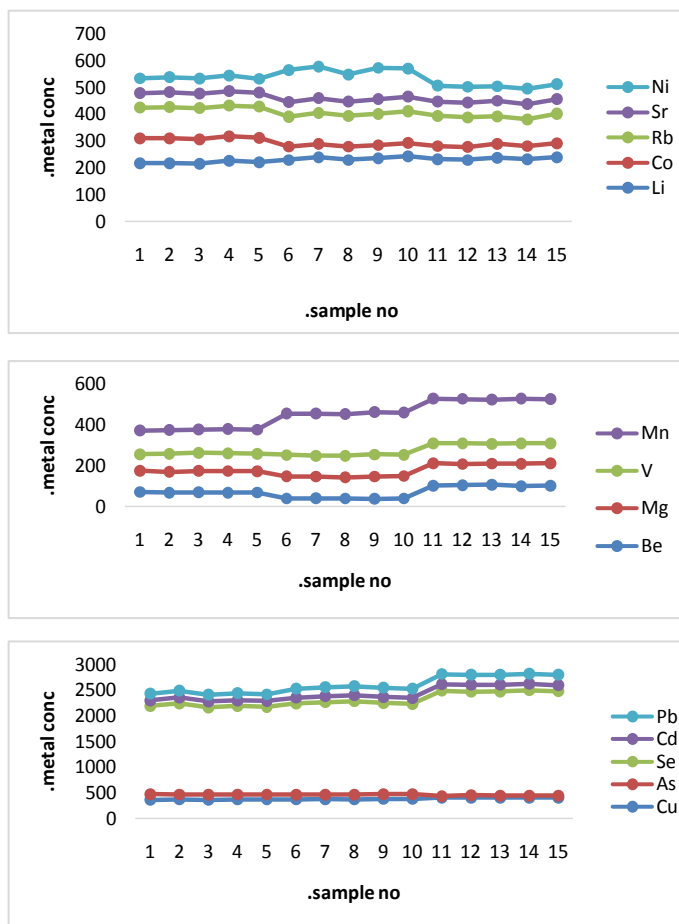 .metal conc
700
600
500
400
300
200
100
0
1 2 3 4 5 6 7 8 9 10 11 12 13 14 15
.sample no
Ni
Sr
Rb
Co
Li
.metal conc
600
400
200
0
1 2 3 4 5 6 7 8 9 10 11 12 13 14 15
.sample no
Mn
V
Mg
Be
.metal conc
3000
2500
2000
1500
1000
500
0
1 2 3 4 5 6 7 8 9 10 11 12 13 14 15
.sample no
Pb
Cd
Se
As
Cu